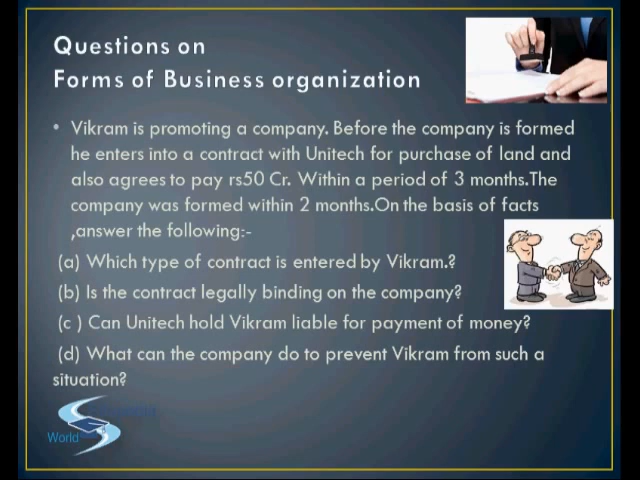 Questions on
Forms of Business organization
• Vikram is promoting a company. Before the company is formed
he enters into a contract with Unitech for purchase of land and
also agrees to pay rs50 Cr. Within a period of 3 months.The
company was formed within 2 months.On the basis of facts
,answer the following:-
(a) Which type of contract is entered by Vikram.?
(b) Is the contract legally binding on the company?
(c ) Can Unitech hold Vikram liable for payment of money?
(d) What can the company do to prevent Vikram from such a
situation?
World